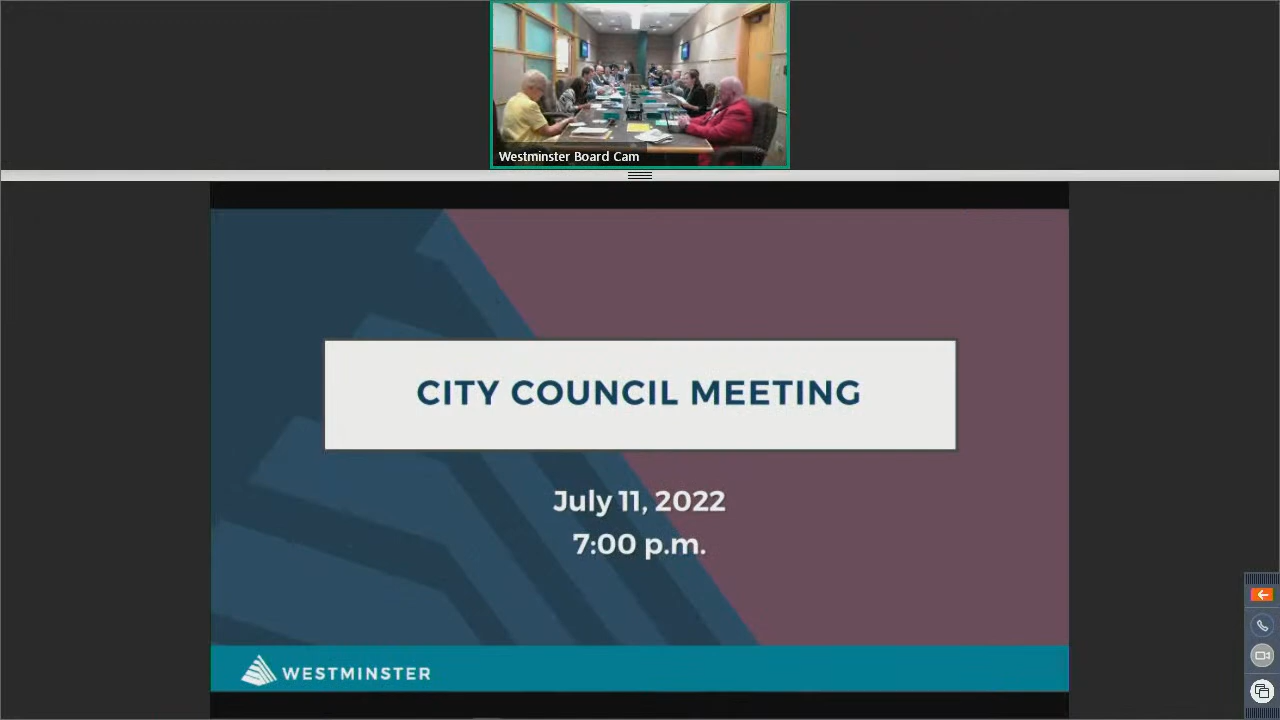 Westminster Board Cam
CITY COUNCIL MEETING
July 11, 2022
7:00 p.m.
WESTMINSTER